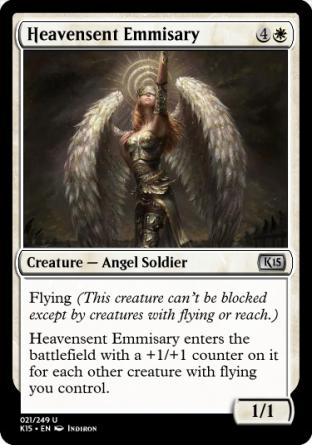 Heavensent Emmisary 4
Creature — Angel Soldier K15
Flying (This creature can't be blocked
except by creatures with flying or reach.)
Heavensent Emmisary enters the
battlefield with a +1/+1 counter on it
for each other creature with flying
you control.
1/1
021/249 U
K15 • EN Indiron